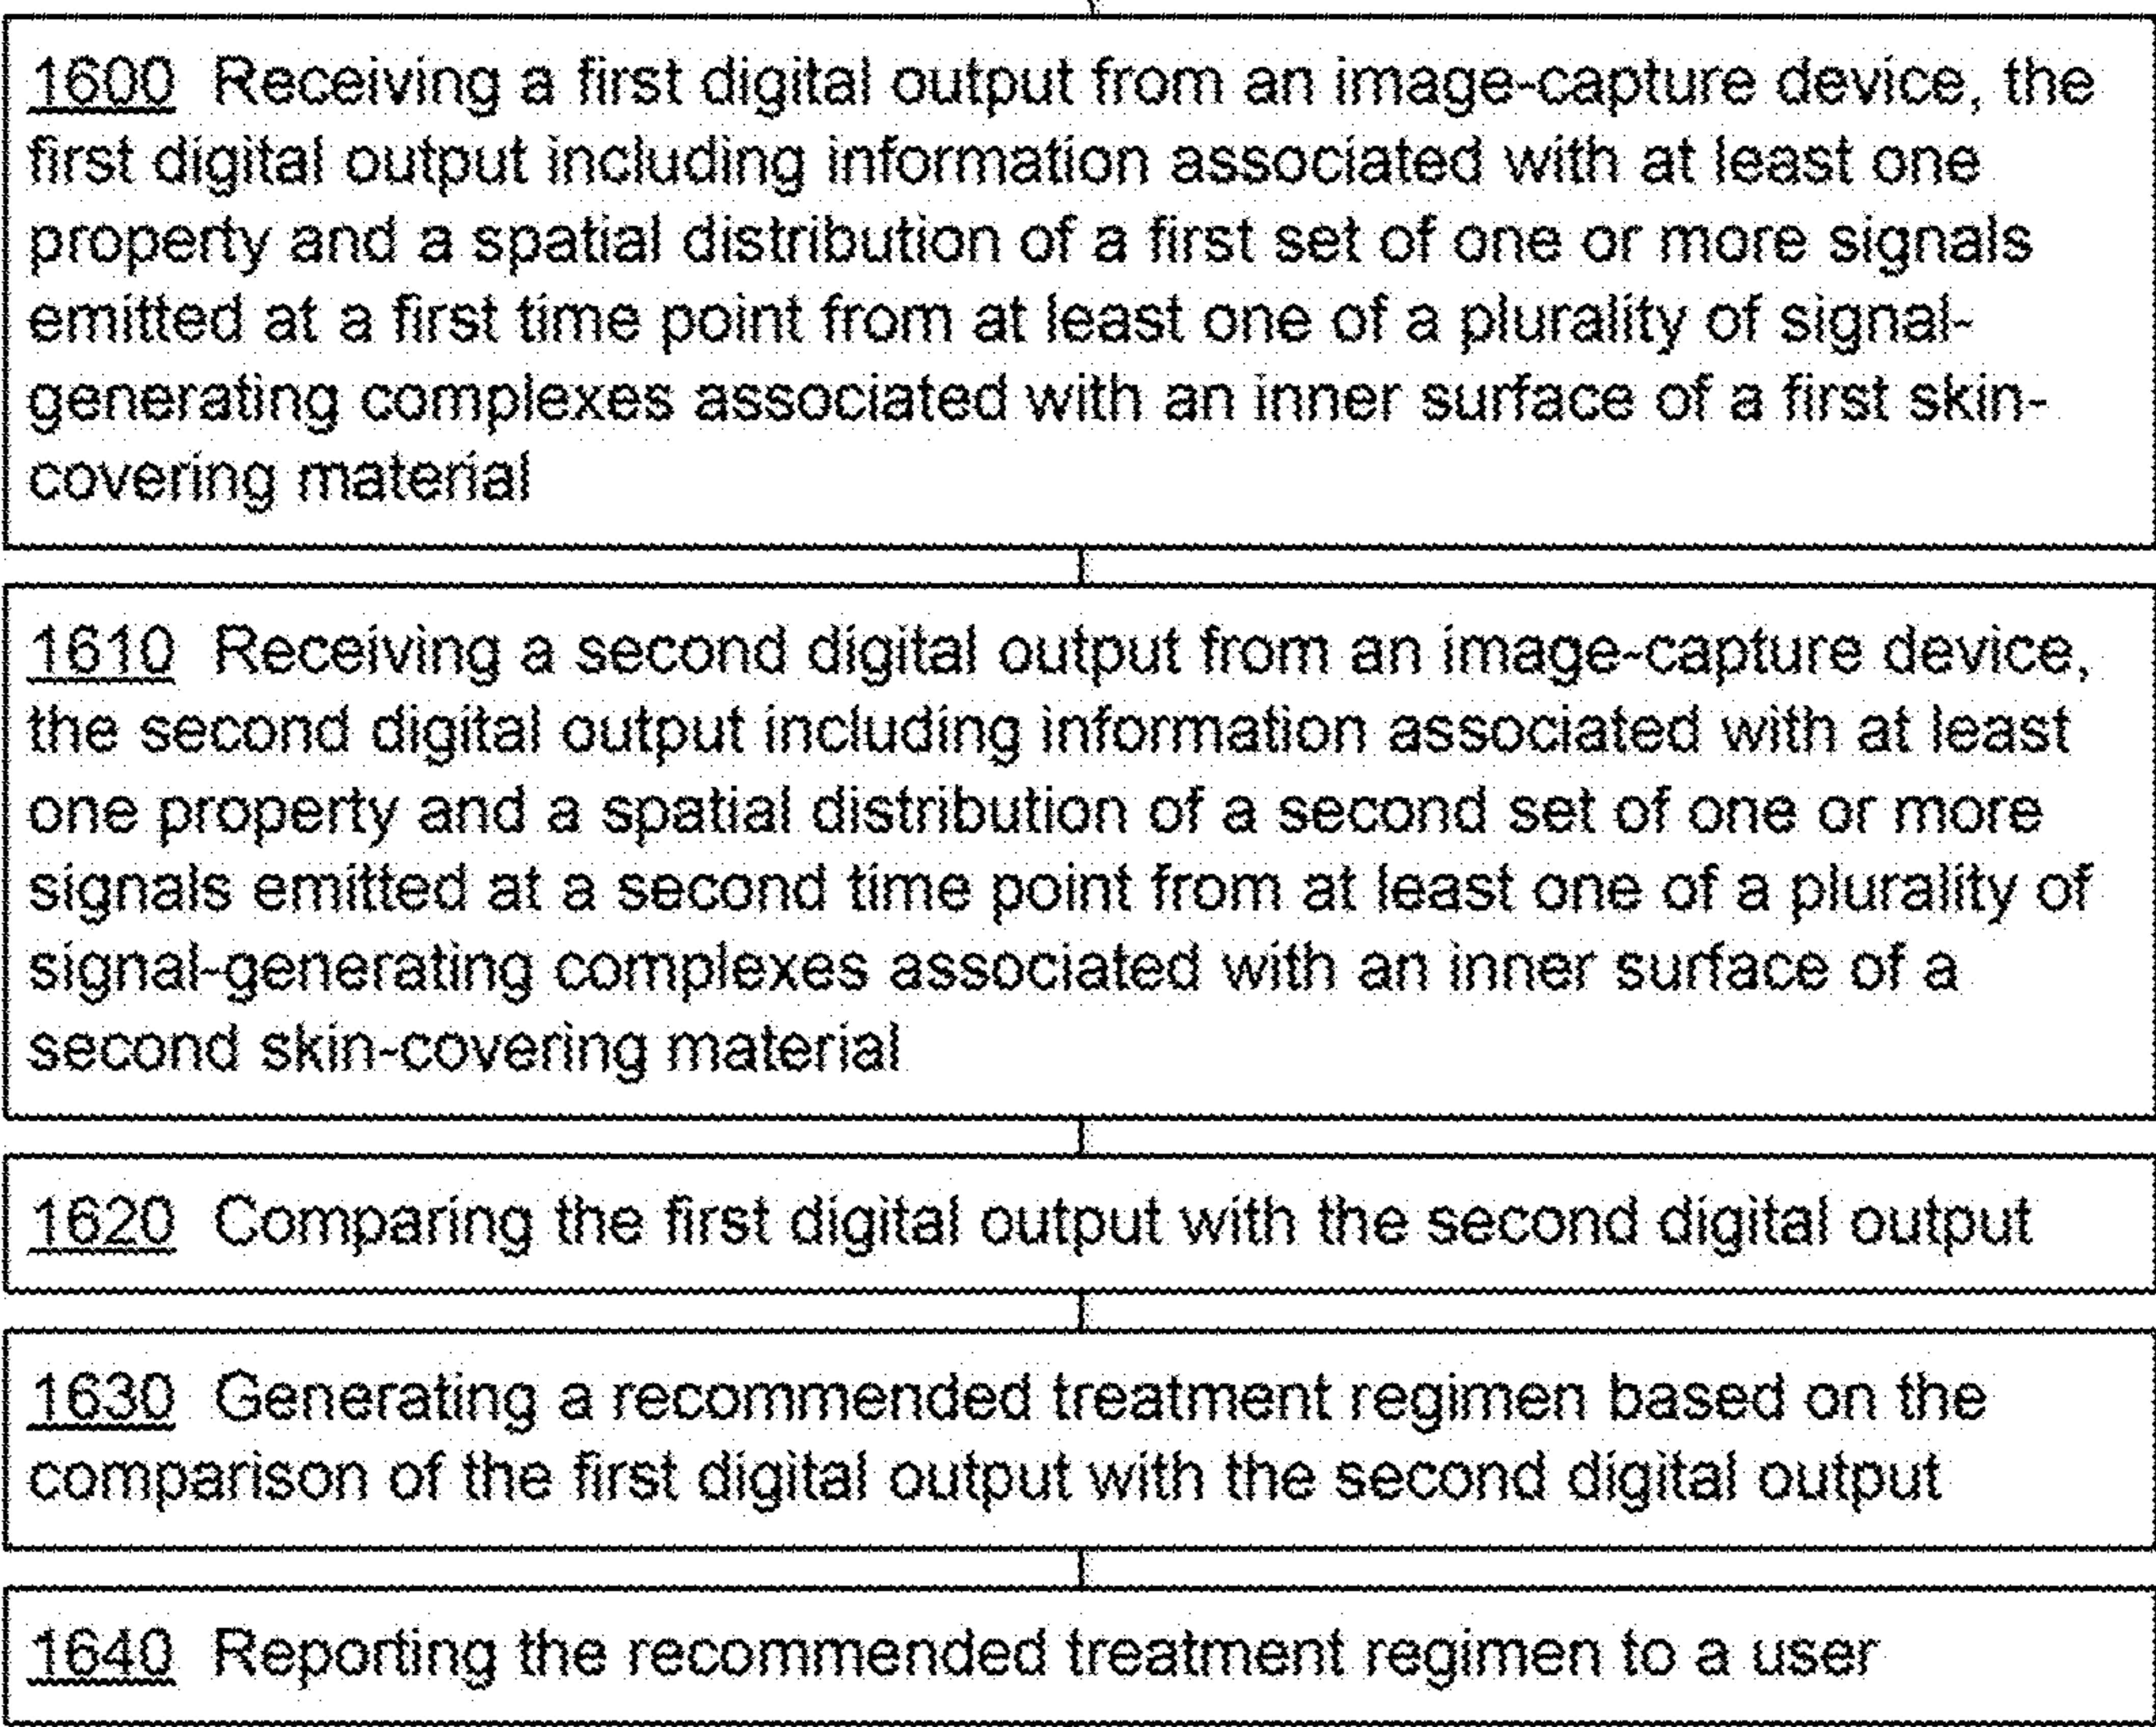 1600 Receiving a first digital output from an image-capture device, the
first digital output including information associated with at least one
property and a spatial distribution of a first set of one or more signals
emitted at a first time point from at least one of a plurality of signal-
generating complexes associated with an inner surface of a first skin-
covering material
1610 Receiving a second digital output from an image-capture device,
the second digital output including information associated with at least
one property and a spatial distribution of a second set of one or more
signals emitted at a second time point from at least one of a plurality of
signal-generating complexes associated with an inner surface of a
second skin-covering material
1620 Comparing the first digital output with the second digital output
1630 Generating a recommended treatment regimen based on the
comparison of the first digital output with the second digital output
1640 Reporting the recommended treatment regimen to a user